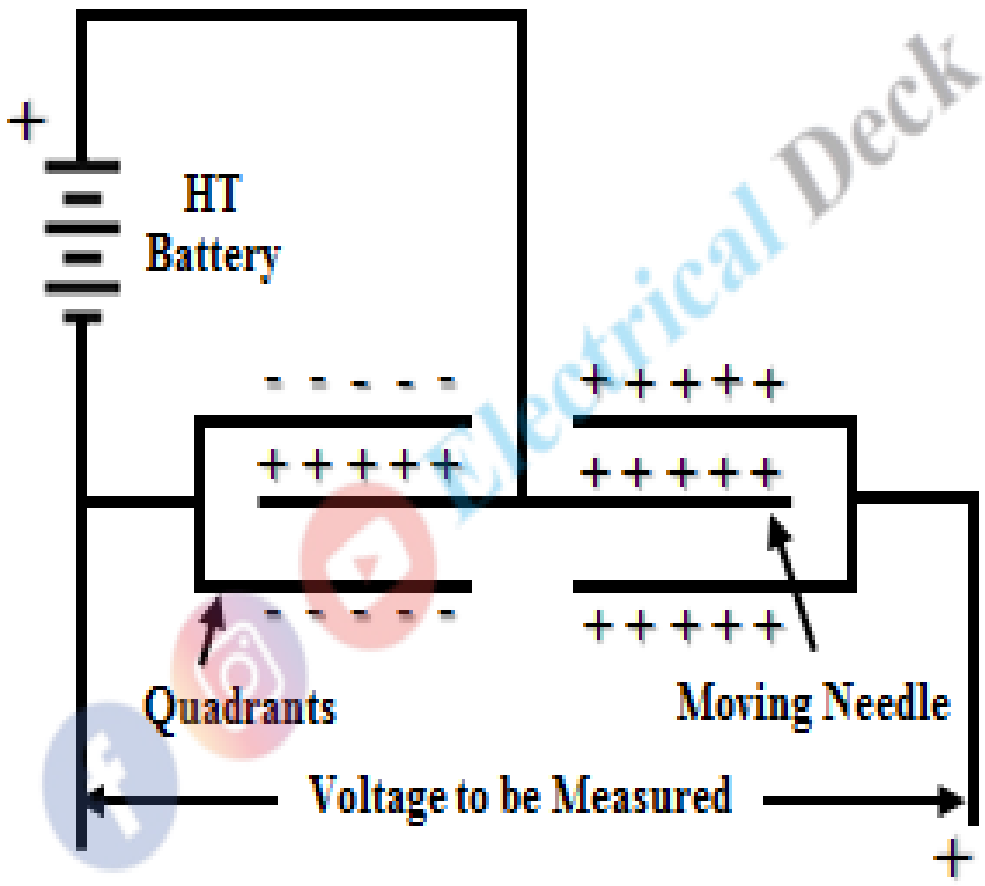 +
HT
Battery
Electrical Deck
- - - - -
+ + + + +
+ + + + +
+ + + + +
- - - - -
+ + + + +
Quadrants
Moving Needle
Voltage to be Measured
+